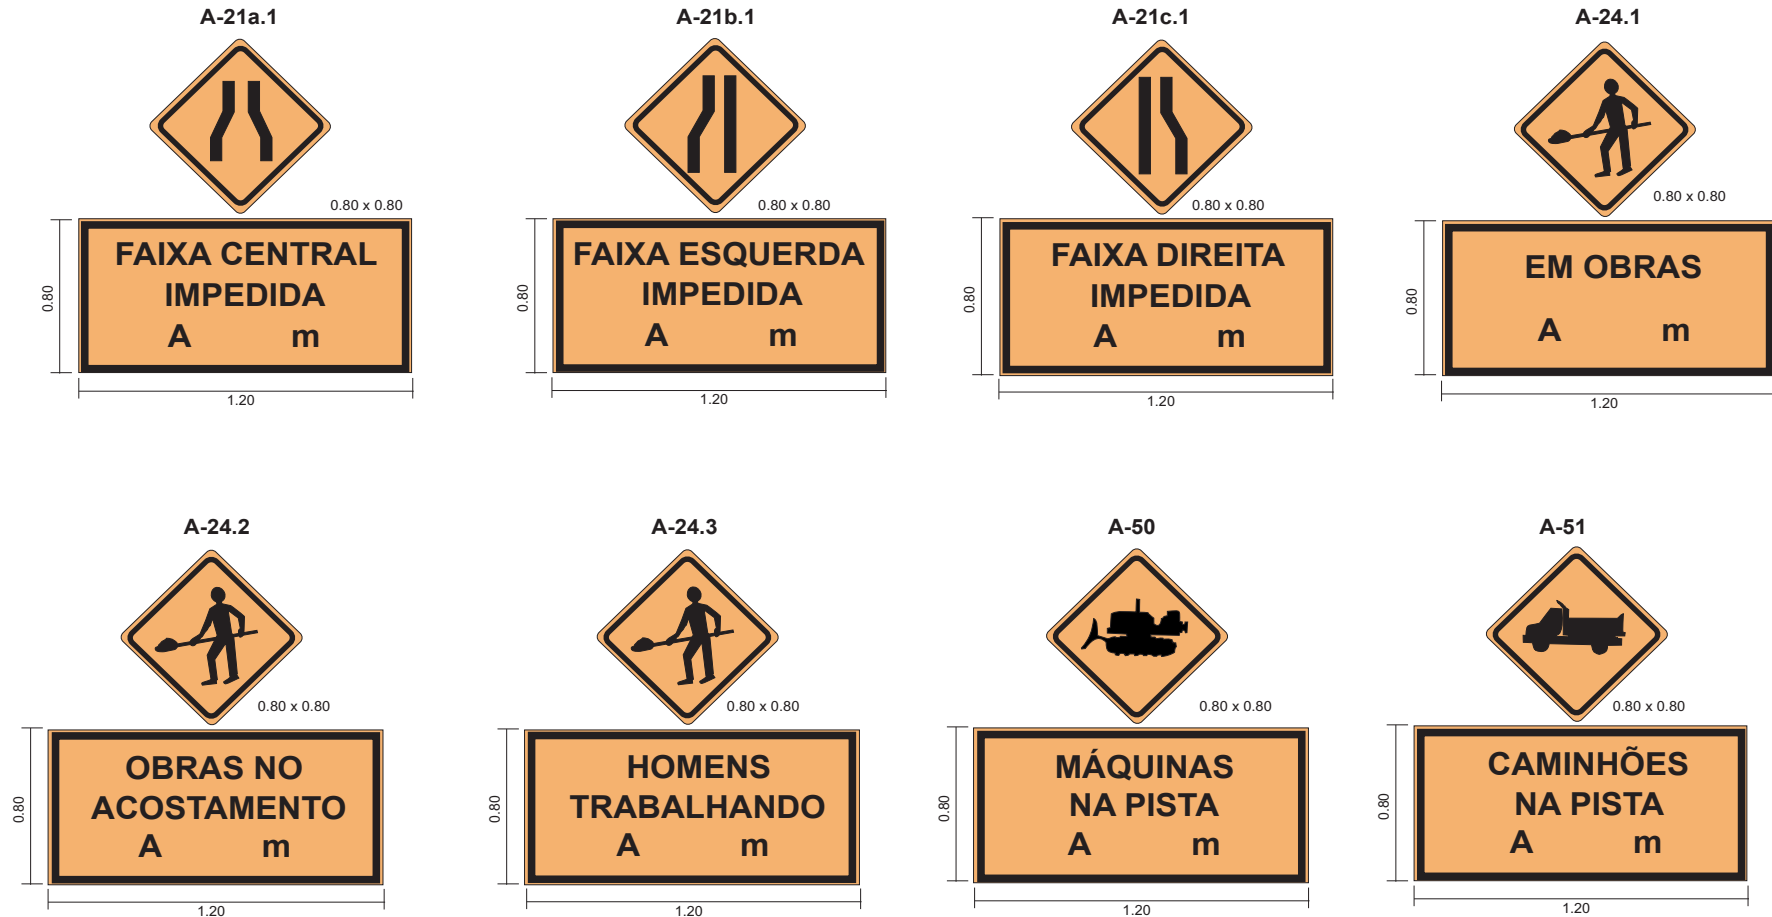 A-21a.1
A-21b.1
A-21c.1
A-24.1
0.80 x 0.80
0.80 x 0.80
0.80 x 0.80
0.80 x 0.80
FAIXA CENTRAL
IMPEDIDA
A m
0.80
1.20
FAIXA ESQUERDA
IMPEDIDA
A m
0.80
1.20
FAIXA DIREITA
IMPEDIDA
A m
0.80
1.20
EM OBRAS
A m
0.80
1.20
A-24.2
A-24.3
A-50
A-51
0.80 x 0.80
0.80 x 0.80
0.80 x 0.80
0.80 x 0.80
OBRAS NO
ACOSTAMENTO
A m
0.80
1.20
HOMENS
TRABALHANDO
A m
0.80
1.20
MÁQUINAS
NA PISTA
A m
0.80
1.20
CAMINHÕES
NA PISTA
A m
0.80
1.20